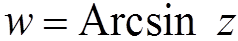 w = Arcsin z